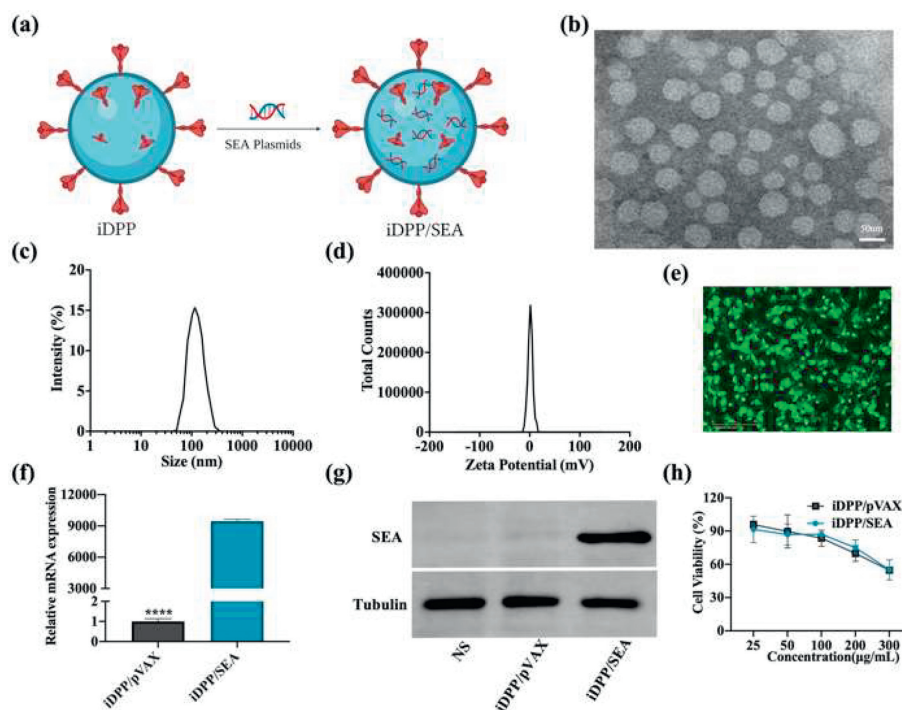 (a)
SEA Plasmids
iDPP
iDPP/SEA
(b)
50nm
(c)
20
15
10
5
0
Intensity (%)
1 10 100 1000 10000
Size (nm)
(d)
400000
300000
200000
100000
0
Total Counts
-200 -100 0 100 200
Zeta Potential (mV)
(e)
(f)
12000
9000
6000
3000
2
1
0
Relative mRNA expression
****
iDPP/pVAX
iDPP/SEA
(g)
SEA
Tubulin
NS
iDPP/pVAX
iDPP/SEA
(h)
iDPP/pVAX
iDPP/SEA
120
90
60
30
0
Cell Viability (%)
25 50 100 200 300
Concentration(μg/mL)